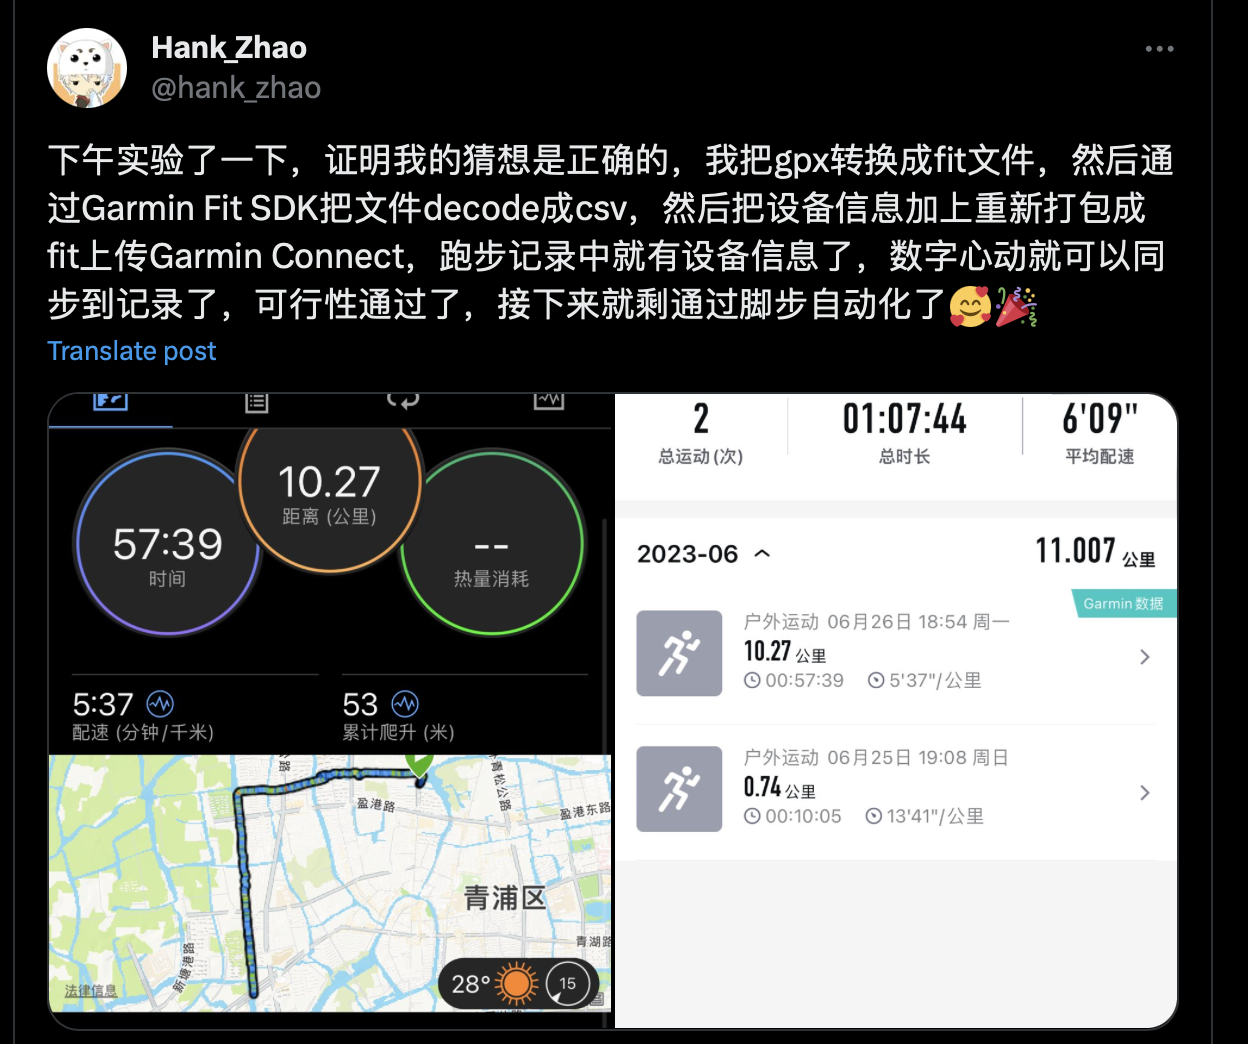 Hank_Zhao
@hank_zhao
下午实验了一下，证明我的猜想是正确的，我把gpx转换成fit文件，然后通
过Garmin Fit SDK把文件decode成csv，然后把设备信息加上重新打包成
fit上传Garmin Connect，跑步记录中就有设备信息了，数字心动就可以同
步到记录了，可行性通过了，接下来就剩通过脚步自动化了🥰🎉
Translate post
10.27
距离 (公里)
57:39
时间
--
热量消耗
5:37
配速 (分钟/千米)
53
累计爬升 (米)
盈港路
青松公路
盈港东路
青浦区
青湖路
新塘港路
法律信息
28°
15
2
总运动(次)
01:07:44
总时长
6'09"
平均配速
2023-06
11.007 公里
Garmin 数据
户外运动 06月26日 18:54 周一
10.27 公里
00:57:39 5'37"/公里
户外运动 06月25日 19:08 周日
0.74 公里
00:10:05 13'41"/公里